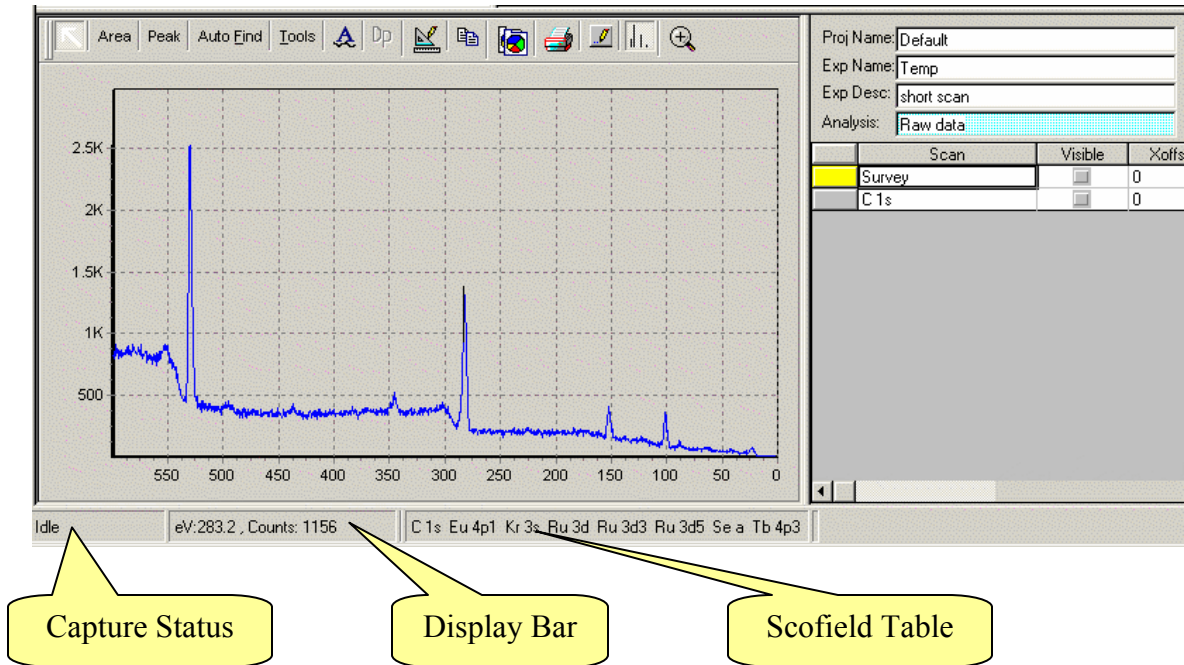 Area Peak Auto Find Tools Dp
Proj Name: Default
Exp Name: Temp
Exp Desc: short scan
Analysis: Raw data
Scan Visible Xoffs
Survey 0
C 1s 0
2.5K
2K
1.5K
1K
500
550 500 450 400 350 300 250 200 150 100 50 0
Idle eV:283.2 , Counts: 1156 C 1s Eu 4p1 Kr 3s Ru 3d Ru 3d3 Ru 3d5 Se a Tb 4p3
Capture Status Display Bar Scofield Table